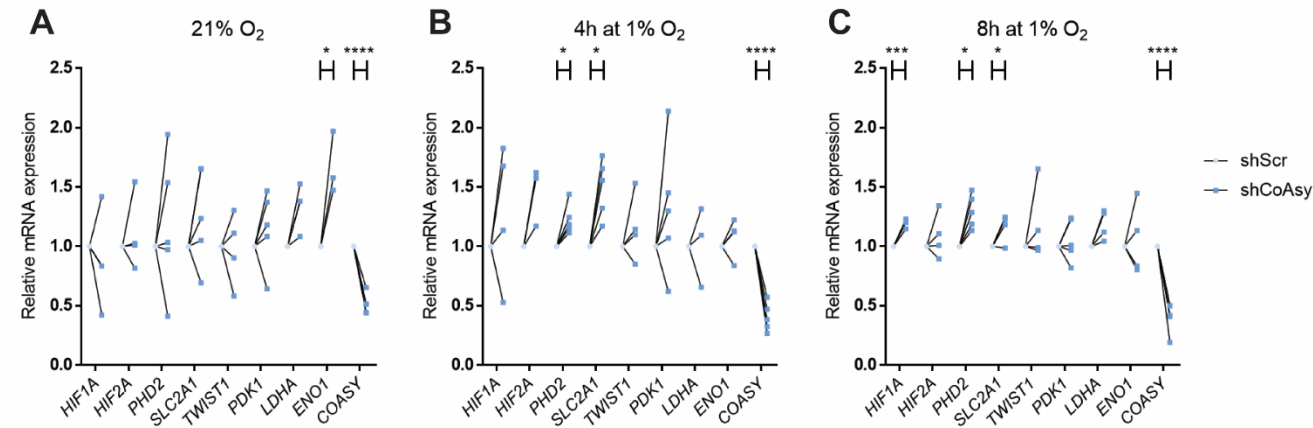 A
21% O2
* ****
2.5
2.0
1.5
1.0
0.5
0.0
Relative mRNA expression
HIF1A
HIF2A
PHD2
SLC2A1
TWIST1
PDK1
LDHA
ENO1
COASY
B
4h at 1% O2
* * ****
2.5
2.0
1.5
1.0
0.5
0.0
Relative mRNA expression
HIF1A
HIF2A
PHD2
SLC2A1
TWIST1
PDK1
LDHA
ENO1
COASY
C
8h at 1% O2
*** * * ****
2.5
2.0
1.5
1.0
0.5
0.0
Relative mRNA expression
HIF1A
HIF2A
PHD2
SLC2A1
TWIST1
PDK1
LDHA
ENO1
COASY
shScr
shCoAsy